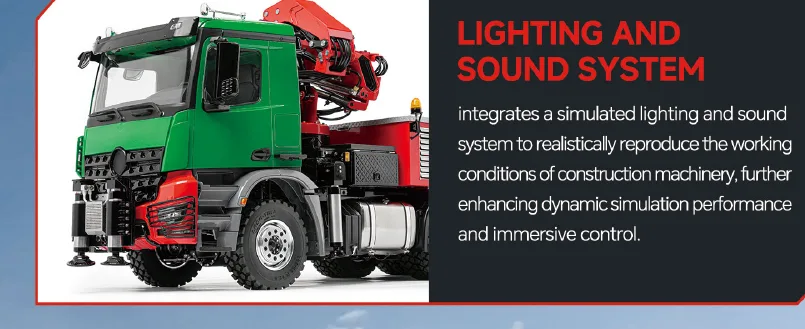 LIGHTING AND
SOUND SYSTEM
integrates a simulated lighting and sound
system to realistically reproduce the working
conditions of construction machinery, further
enhancing dynamic simulation performance
and immersive control.